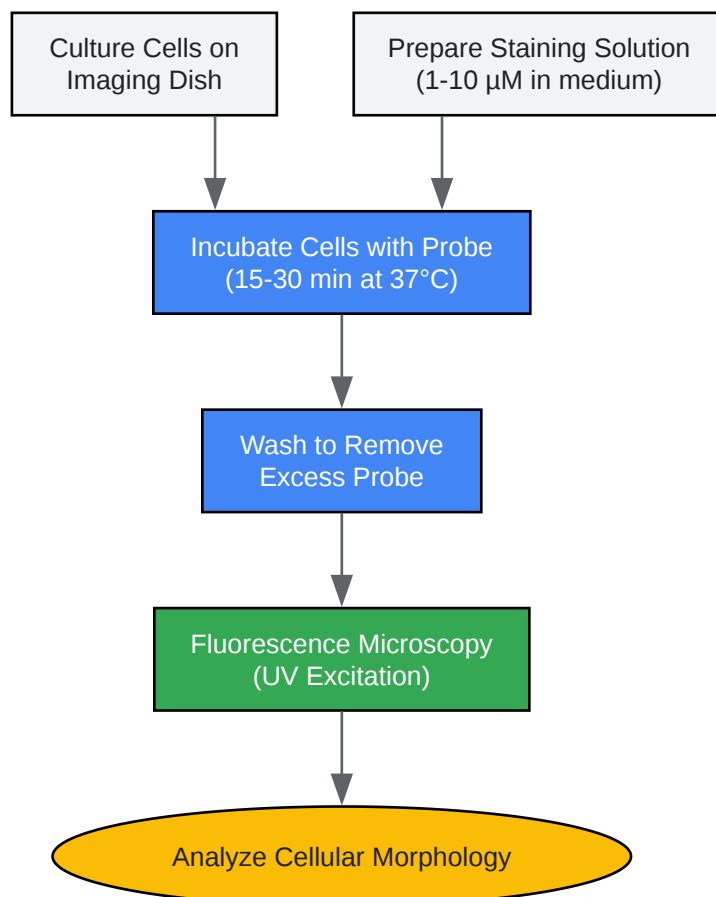 Culture Cells on
Imaging Dish
Prepare Staining Solution
(1-10 µM in medium)
Incubate Cells with Probe
(15-30 min at 37°C)
Wash to Remove
Excess Probe
Fluorescence Microscopy
(UV Excitation)
Analyze Cellular Morphology